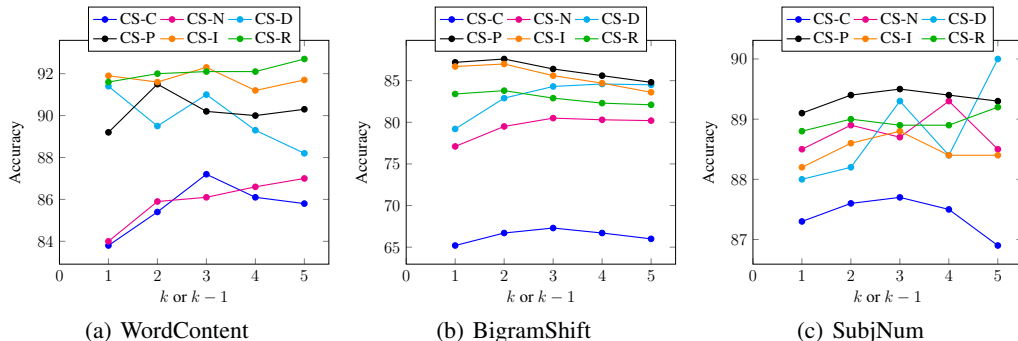 CS-C CS-N CS-D
CS-P CS-I CS-R
92
90
88
86
84
Accuracy
0 1 2 3 4 5
k or k − 1
(a) WordContent
CS-C CS-N CS-D
CS-P CS-I CS-R
85
80
75
70
65
Accuracy
0 1 2 3 4 5
k or k − 1
(b) BigramShift
CS-C CS-N CS-D
CS-P CS-I CS-R
90
89
88
87
Accuracy
0 1 2 3 4 5
k or k − 1
(c) SubjNum